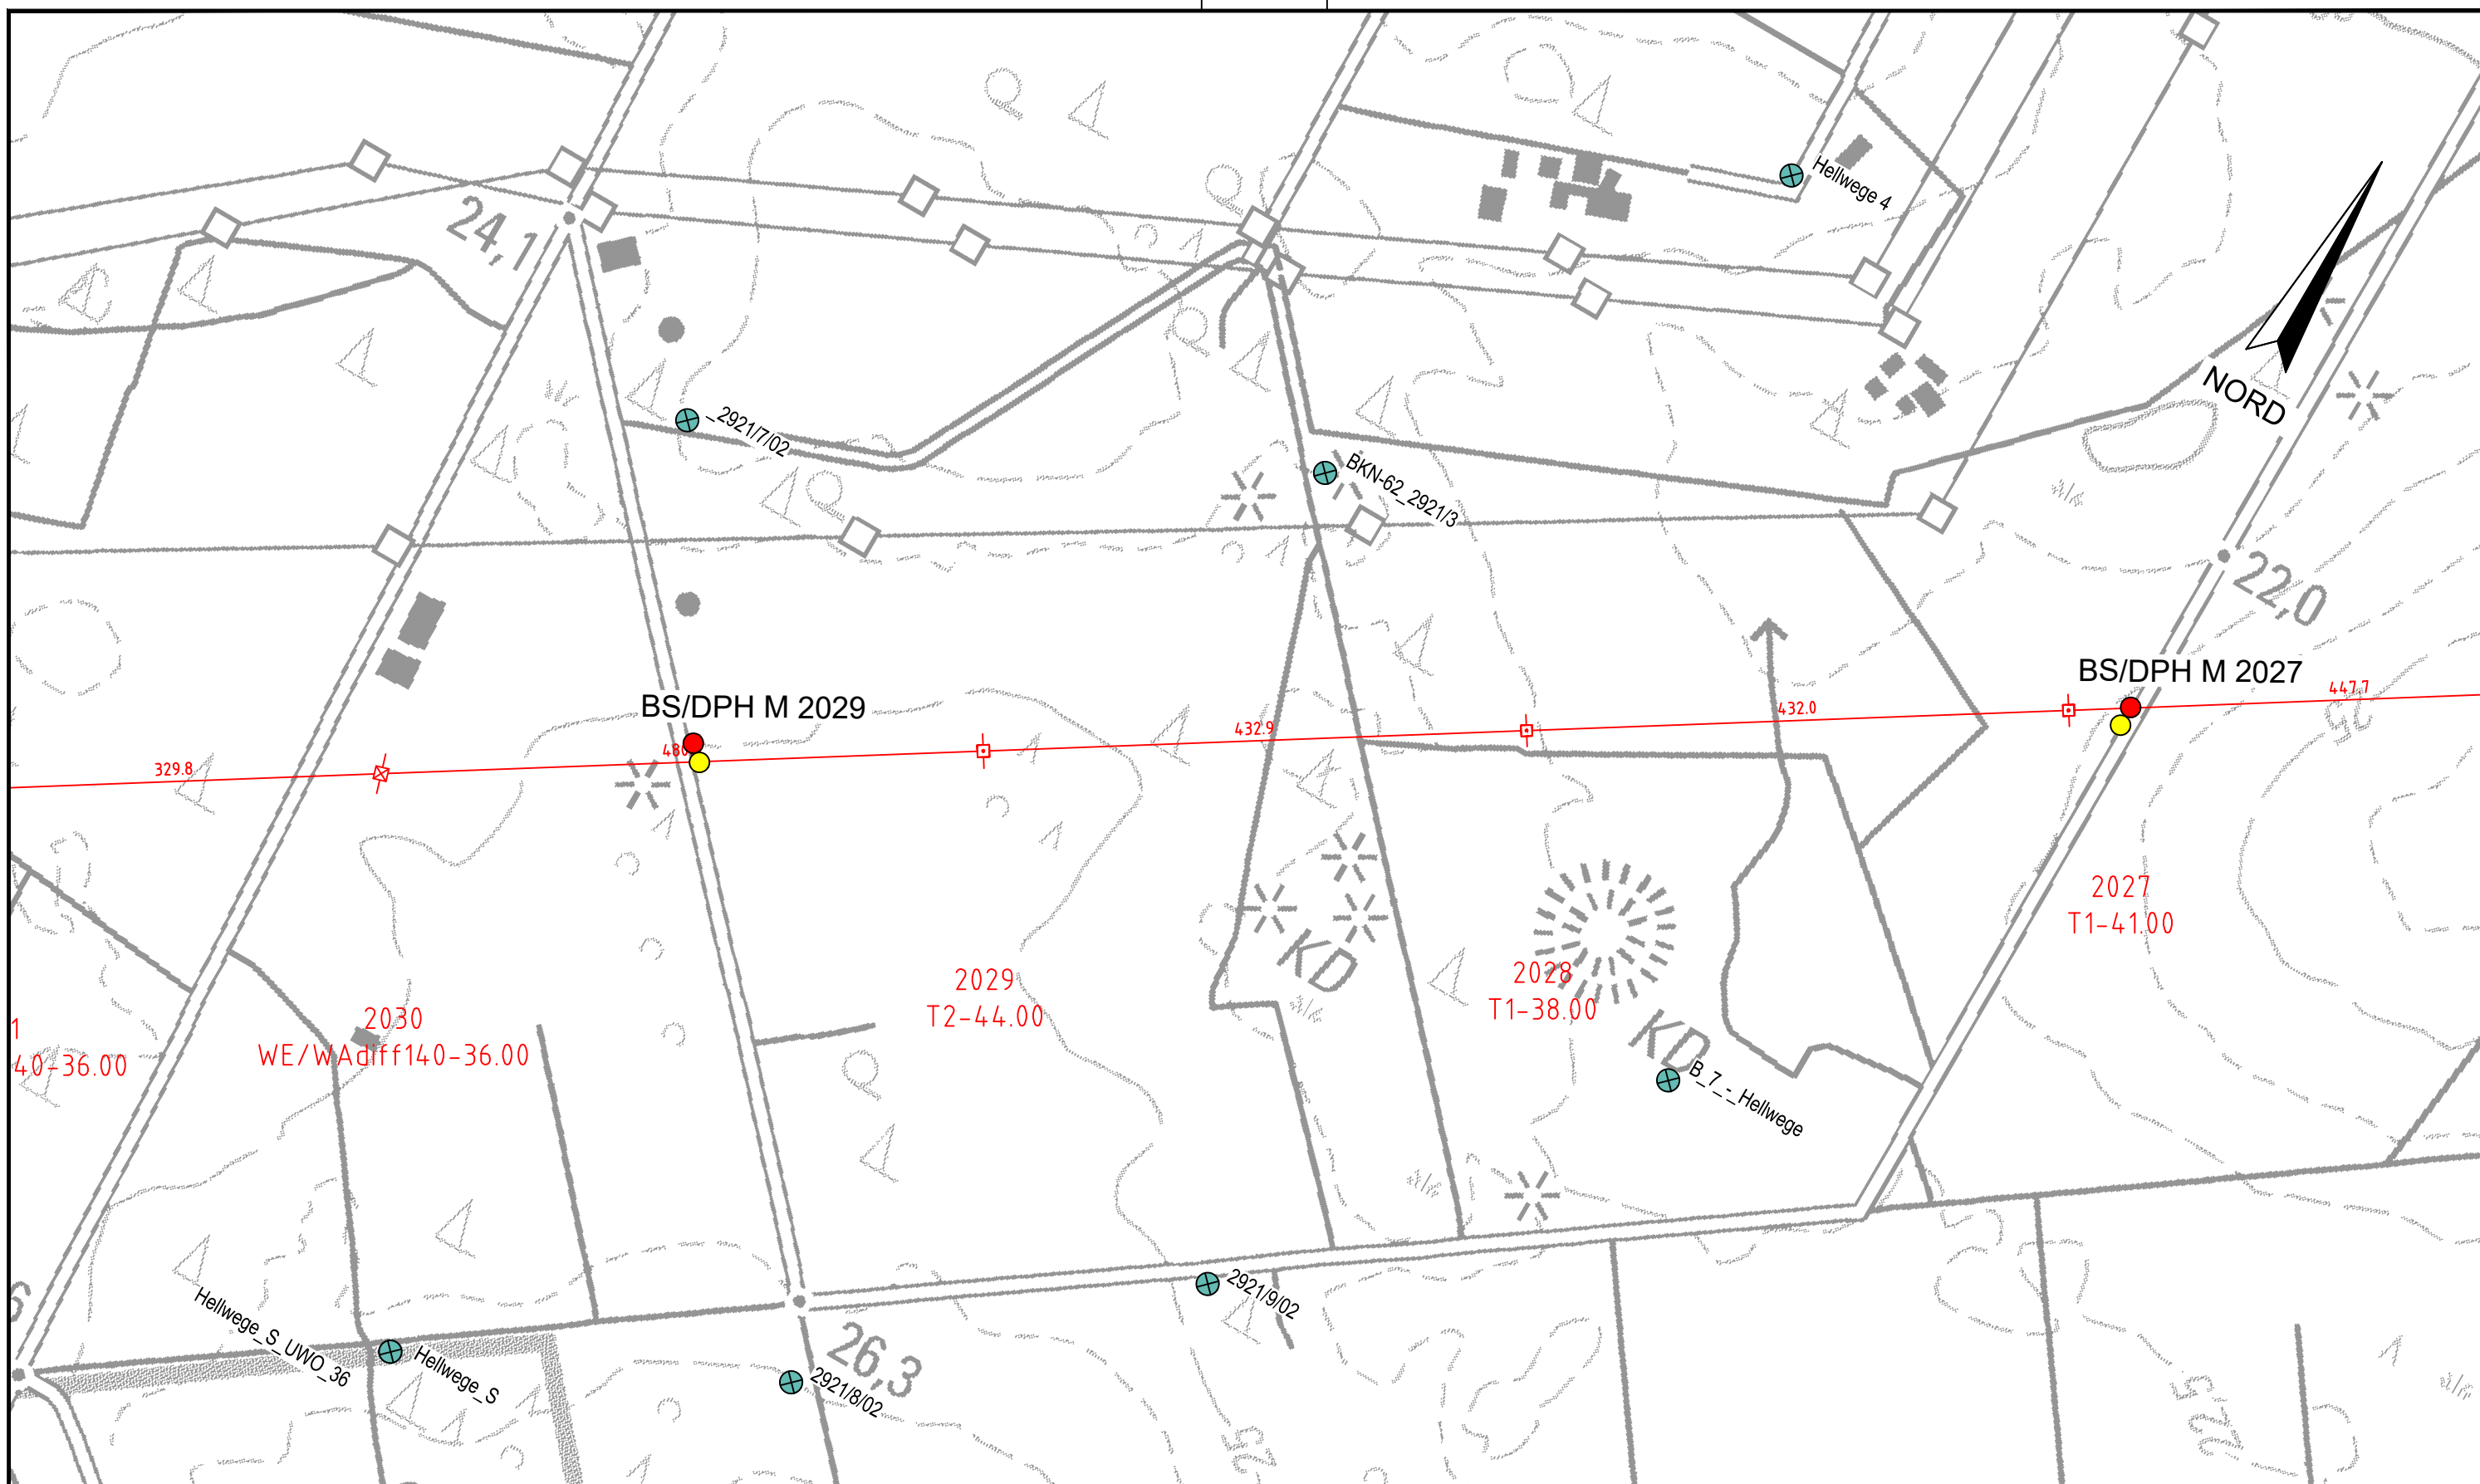 Hellwege 4
24,1
NORD
_2921/7/02
BKN-62_2921/3
22,0
BS/DPH M 2027
BS/DPH M 2029
447.7
432.0
432.9
480
329.8
25
2027
T1-41.00
KD
2028
T1-38.00
2029
T2-44.00
2030
WE/WAdiff140-36.00
1
40-36.00
KD
B_7_-_Hellwege
2921/9/02
Hellwege_S_UWO_36
Hellwege_S
26,3
2921/8/02